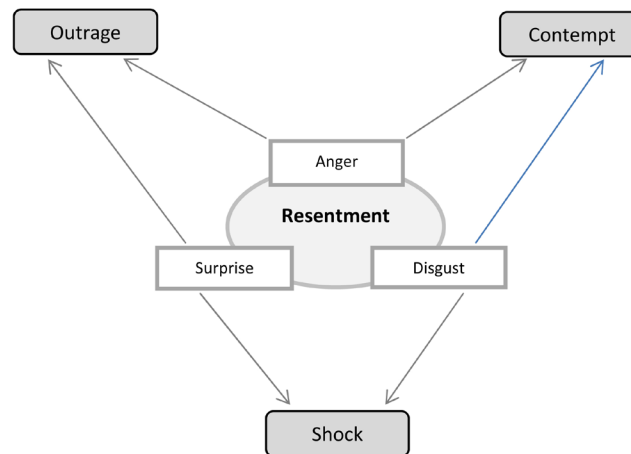 Outrage
Contempt
Anger
Resentment
Surprise
Disgust
Shock